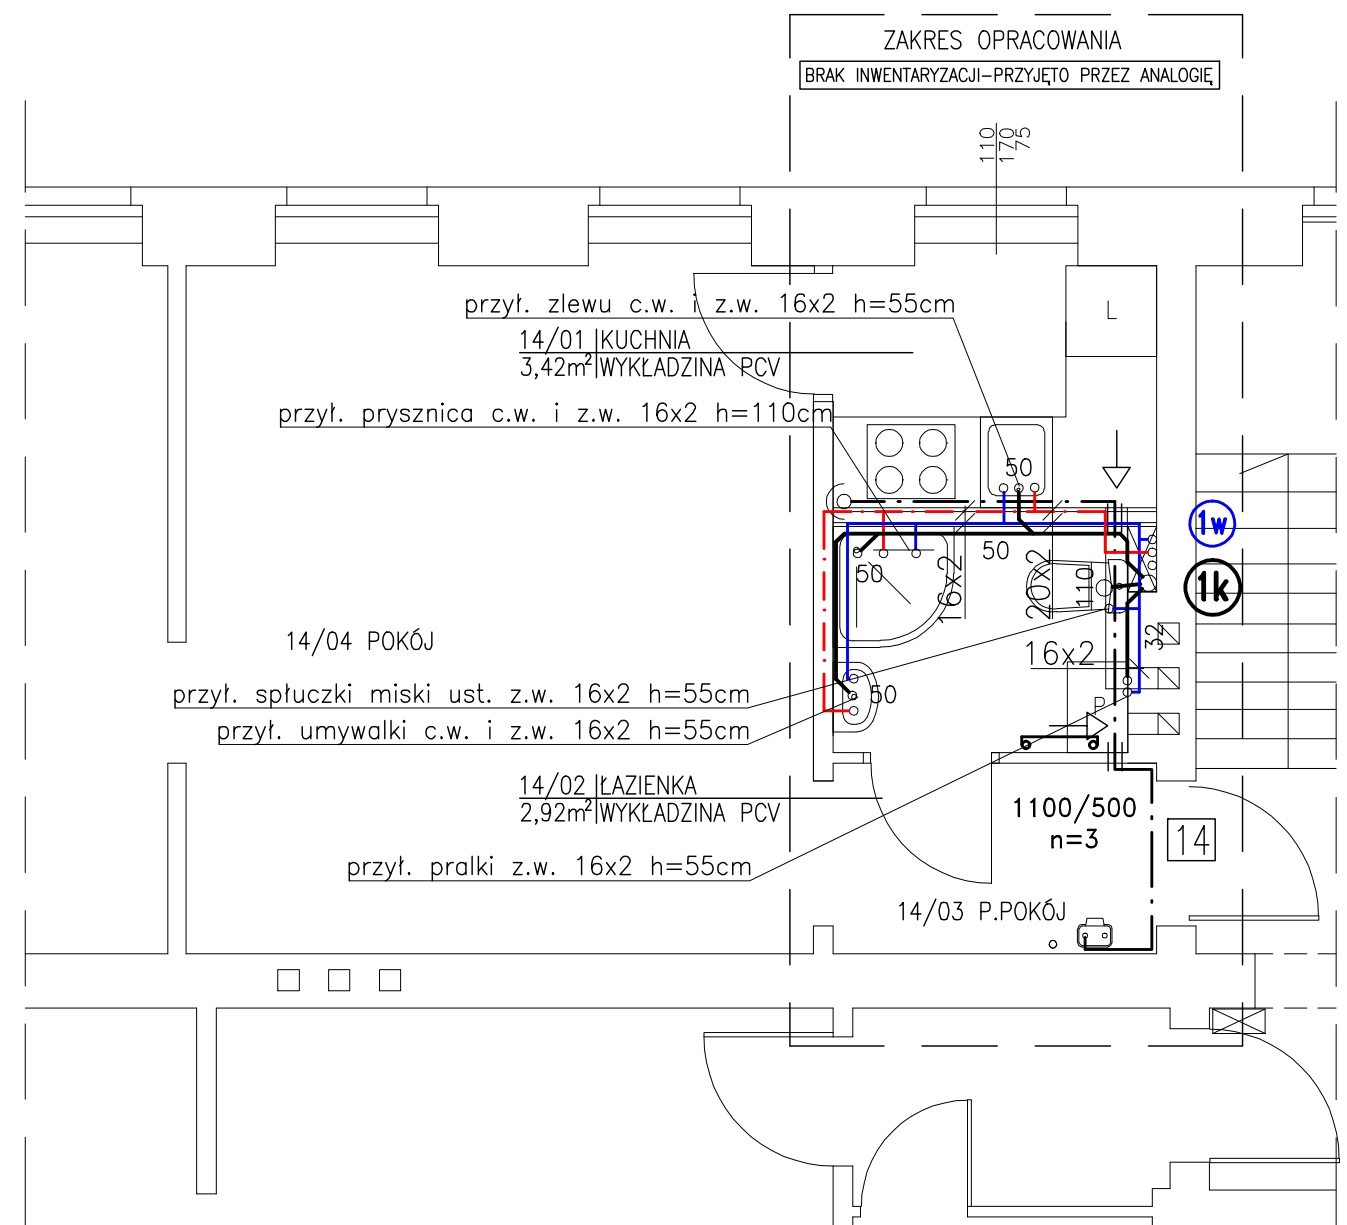 ZAKRES OPRACOWANIA
BRAK INWENTARYZACJI-PRZYJĘTO PRZEZ ANALOGIĘ
110
170
75
przył. zlewu c.w. i z.w. 16x2 h=55cm
L
14/01 KUCHNIA
3,42m² WYKŁADZINA PCV
przył. prysznica c.w. i z.w. 16x2 h=110cm
50
1w
50
50
16x2
20x2
110
1k
14/04 POKÓJ
16x2
32
przył. spłuczki miski ust. z.w. 16x2 h=55cm
50
P
przył. umywalki c.w. i z.w. 16x2 h=55cm
14/02 ŁAZIENKA
2,92m² WYKŁADZINA PCV
1100/500
n=3
14
przył. pralki z.w. 16x2 h=55cm
14/03 P.POKÓJ